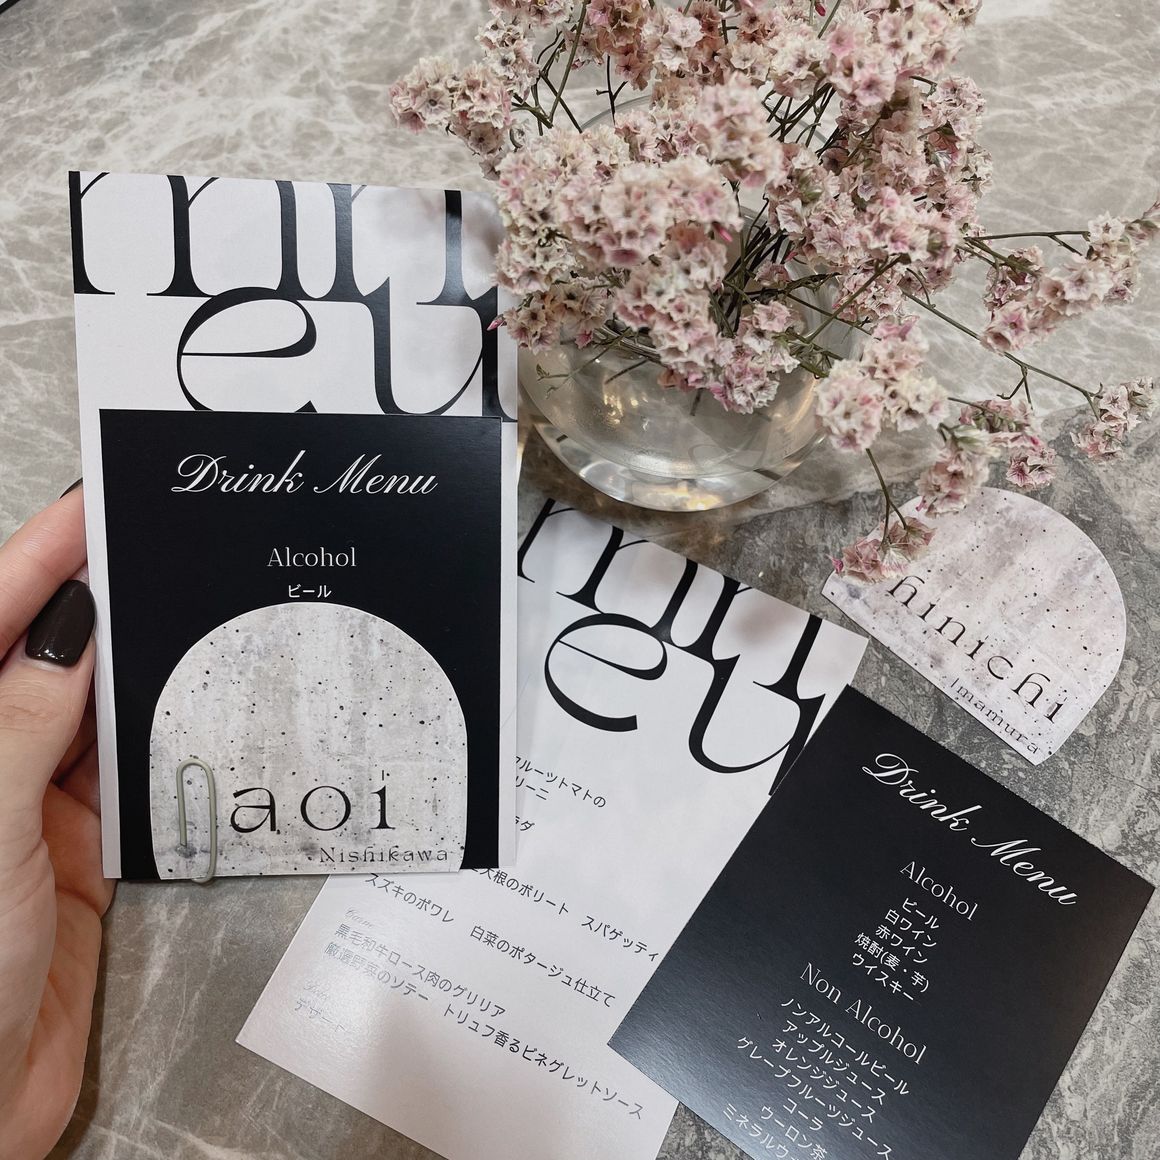 menu
Drink Menu
Alcohol
ビール
aoi
Nishikawa
menu
フルーツトマトの
大根のポリート スパゲッティ
スズキのポワレ 白菜のポタージュ仕立て
黒毛和牛ロース肉のグリリア
厳選野菜のソテー トリュフ香るビネグレットソース
デザート
hinichi
Imamura
Drink Menu
Alcohol
ビール
白ワイン
赤ワイン
焼酎(麦・芋)
ウイスキー
Non Alcohol
ノンアルコールビール
アップルジュース
オレンジジュース
グレープフルーツジュース
コーラ
ウーロン茶
ミネラルウォ